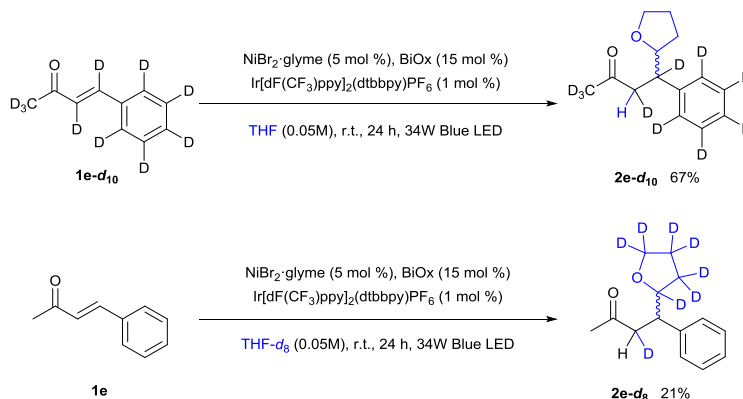 O
D
D
D
D₃C
D
D
D
D
D
1e-d₁₀
NiBr₂·glyme (5 mol %), BiOx (15 mol %)
Ir[dF(CF3)ppy]₂(dtbbpy)PF₆ (1 mol %)
THF (0.05M), r.t., 24 h, 34W Blue LED
O
O
D
D
D
D₃C
H
D
D
D
2e-d₁₀ 67%
O
1e
NiBr₂·glyme (5 mol %), BiOx (15 mol %)
Ir[dF(CF3)ppy]₂(dtbbpy)PF₆ (1 mol %)
THF-d₈ (0.05M), r.t., 24 h, 34W Blue LED
D
D
D
D
D
D
O
D
O
H
D
2e-d₈ 21%